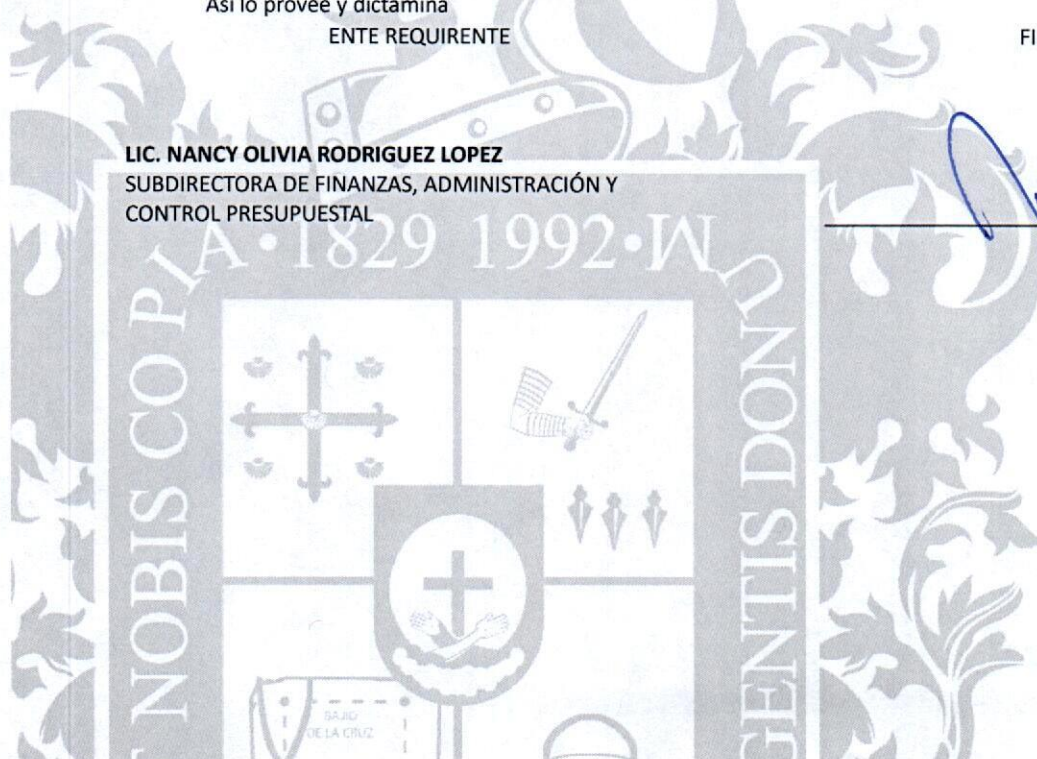 Así lo provee y dictamina
ENTE REQUIRENTE
FI
LIC. NANCY OLIVIA RODRIGUEZ LOPEZ
SUBDIRECTORA DE FINANZAS, ADMINISTRACIÓN Y
CONTROL PRESUPUESTAL
NOBIS CO PIA • 1829 1992 • M U
GENTIS DON
BAJIO
DE LA CRUZ